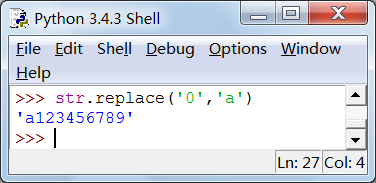 Python 3.4.3 Shell
File Edit Shell Debug Options Window
Help
>>> str.replace('0','a')
'a123456789'
>>>
Ln: 27 Col: 4